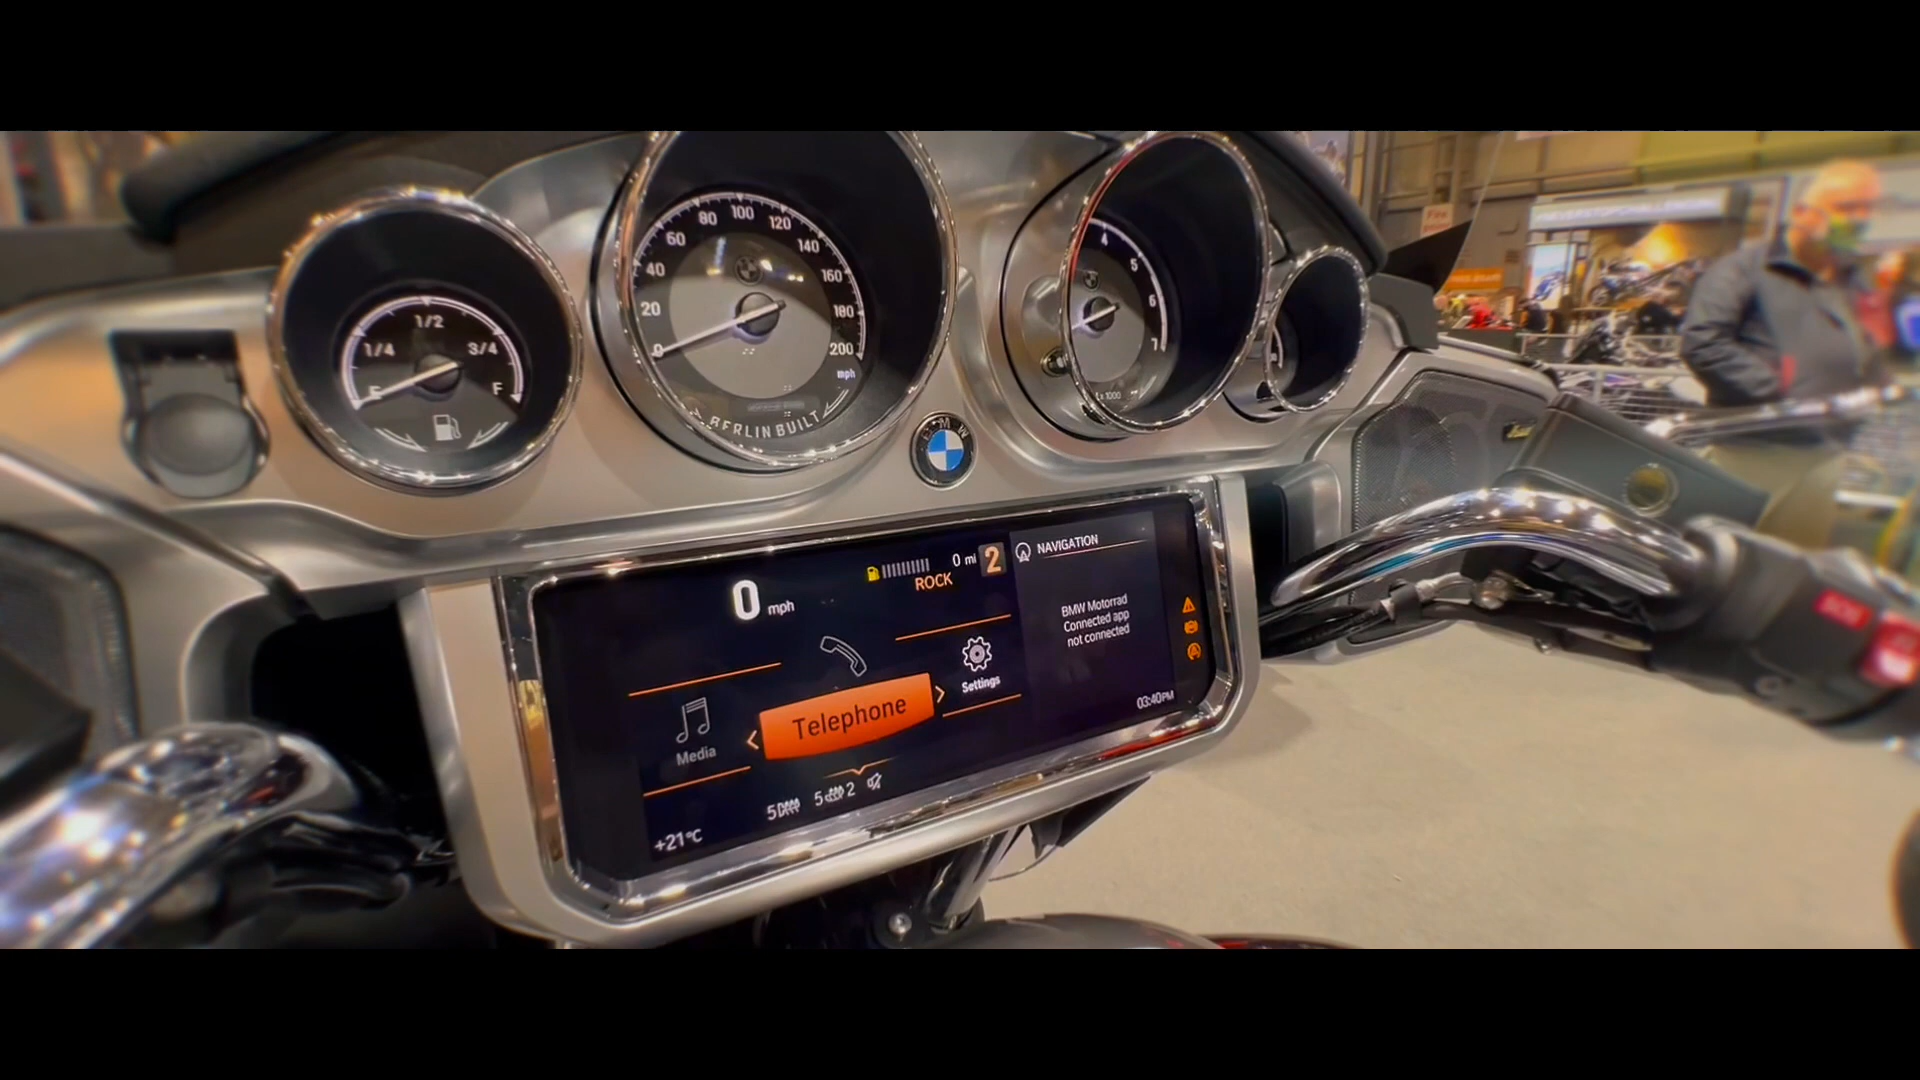 1/2
1/4
3/4
F
80
100
120
60
140
40
160
20
180
0
200
mph
BERLIN BUILT
4
5
6
7
x 1000
0 mph
ROCK
0 mi
2
NAVIGATION
BMW Motorrad
Connected app
not connected
Media
Telephone
Settings
5
5 2
+21°C
03:40PM
Fire